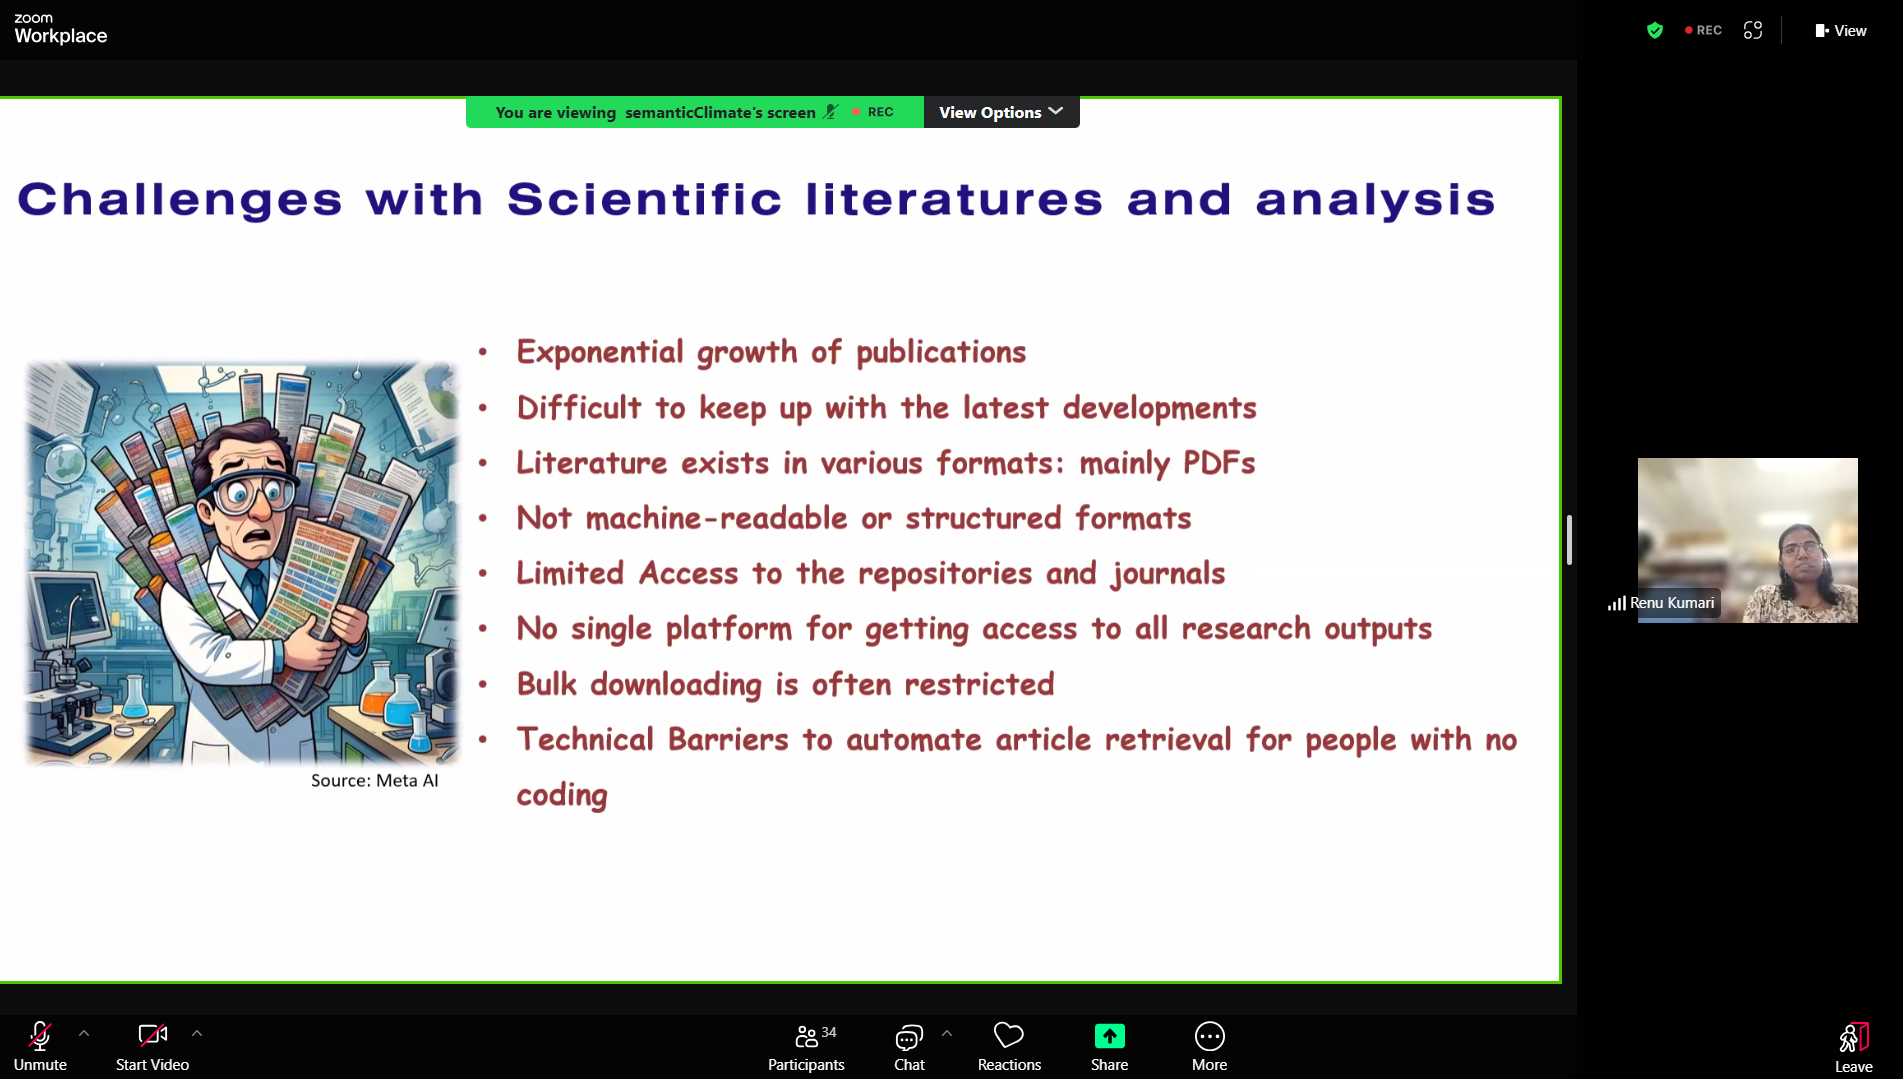 zoom
Workplace
REC
View
You are viewing semanticClimate's screen
REC
View Options
Challenges with Scientific literatures and analysis
• Exponential growth of publications
• Difficult to keep up with the latest developments
• Literature exists in various formats: mainly PDFs
• Not machine-readable or structured formats
• Limited Access to the repositories and journals
• No single platform for getting access to all research outputs
• Bulk downloading is often restricted
• Technical Barriers to automate article retrieval for people with no
coding
Source: Meta AI
Renu Kumari
Unmute
Start Video
34
Participants
Chat
Reactions
Share
More
Leave